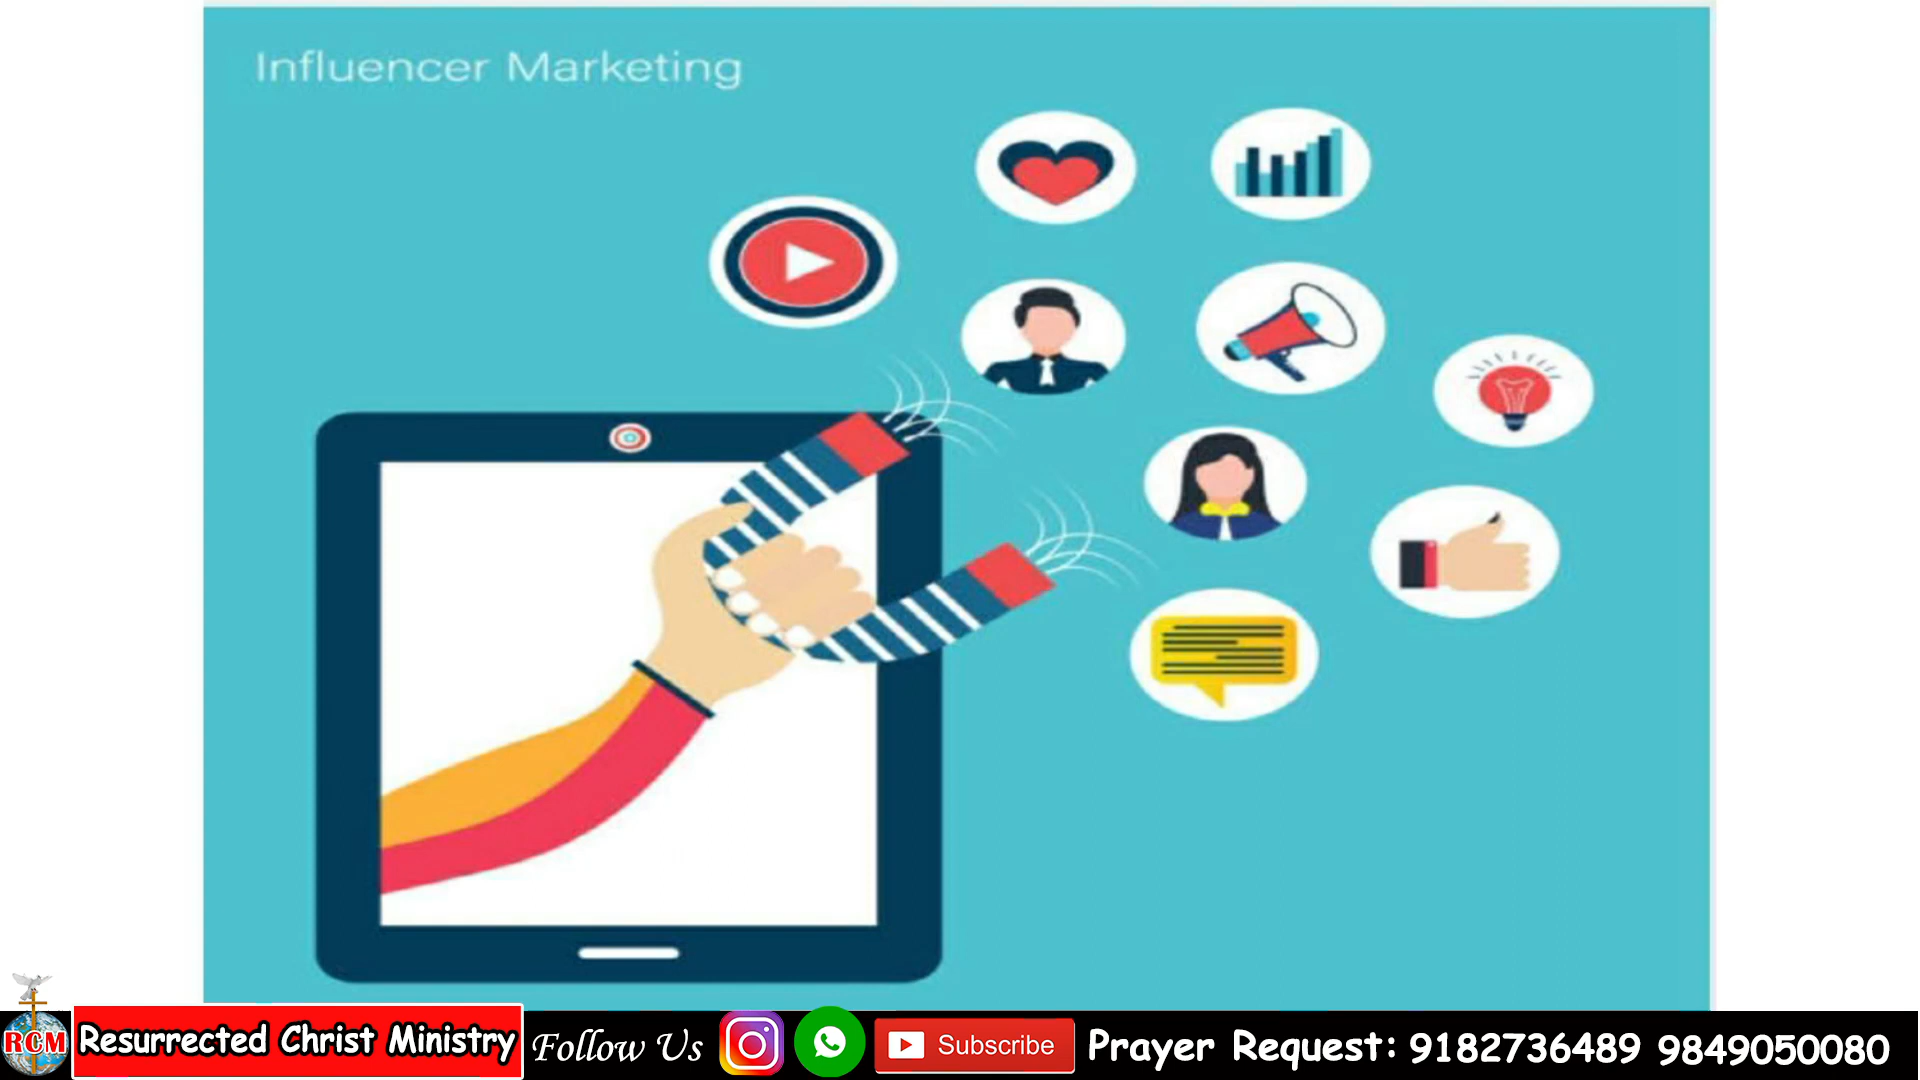 Influencer Marketing
RCM
Resurrected Christ Ministry Follow Us Subscribe Prayer Request: 9182736489 9849050080